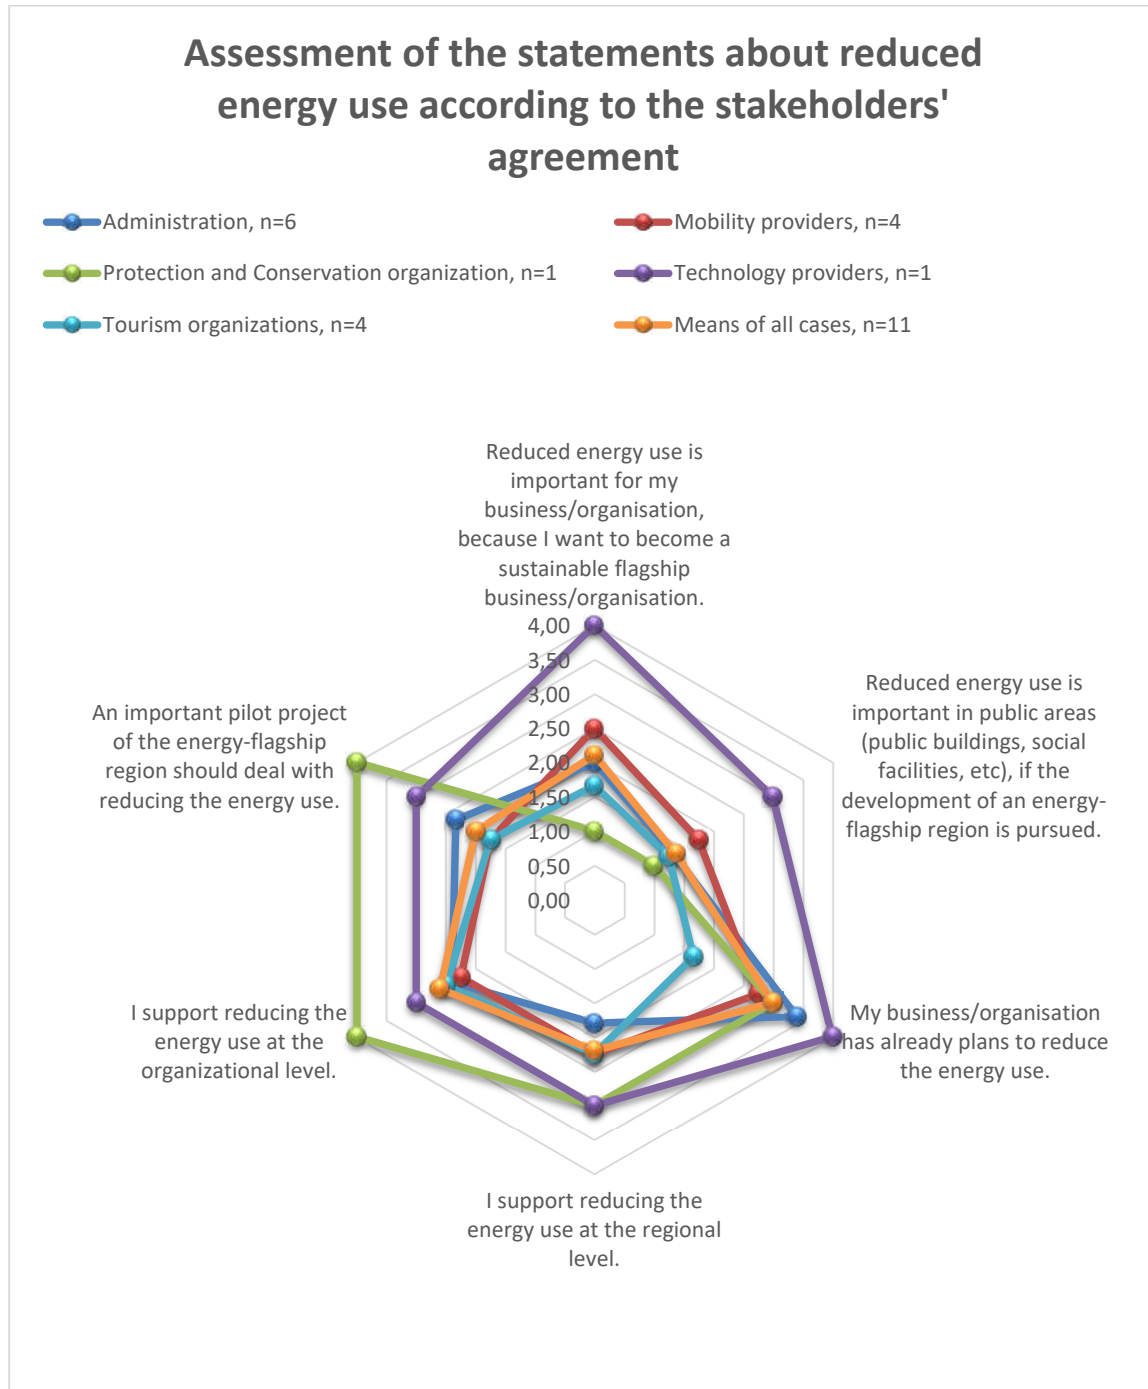 Assessment of the statements about reduced
energy use according to the stakeholders'
agreement
Administration, n=6
Mobility providers, n=4
Protection and Conservation organization, n=1
Technology providers, n=1
Tourism organizations, n=4
Means of all cases, n=11
Reduced energy use is
important for my
business/organisation,
because I want to become a
sustainable flagship
business/organisation.
4,00
3,50
3,00
2,50
2,00
1,50
1,00
0,50
0,00
Reduced energy use is
important in public areas
(public buildings, social
facilities, etc), if the
development of an energy-
flagship region is pursued.
My business/organisation
has already plans to reduce
the energy use.
I support reducing the
energy use at the regional
level.
I support reducing the
energy use at the
organizational level.
An important pilot project
of the energy-flagship
region should deal with
reducing the energy use.